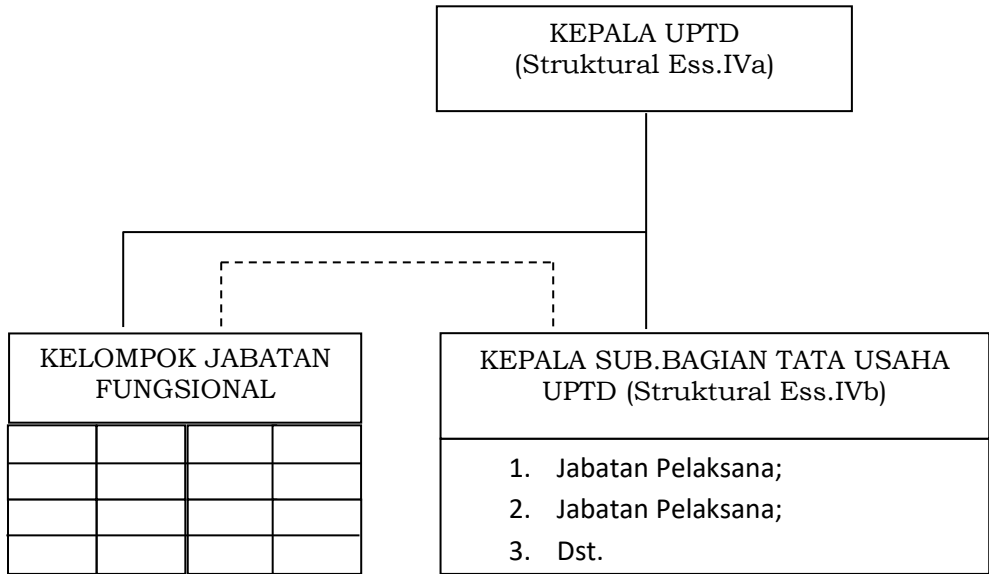 KEPALA UPTD
(Struktural Ess.IVa)
KELOMPOK JABATAN
FUNGSIONAL
KEPALA SUB.BAGIAN TATA USAHA
UPTD (Struktural Ess.IVb)
1. Jabatan Pelaksana;
2. Jabatan Pelaksana;
3. Dst.